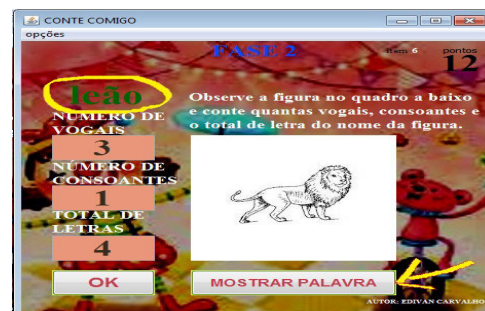 CONTE COMIGO
opções
FASE 2
item 6
pontos
12
leão
NÚMERO DE
VOGAIS
3
NÚMERO DE
CONSOANTES
1
TOTAL DE
LETRAS
4
Observe a figura no quadro a baixo
e conte quantas vogais, consoantes e
o total de letra do nome da figura.
OK
MOSTRAR PALAVRA
AUTOR: EDIVAN CARVALHO